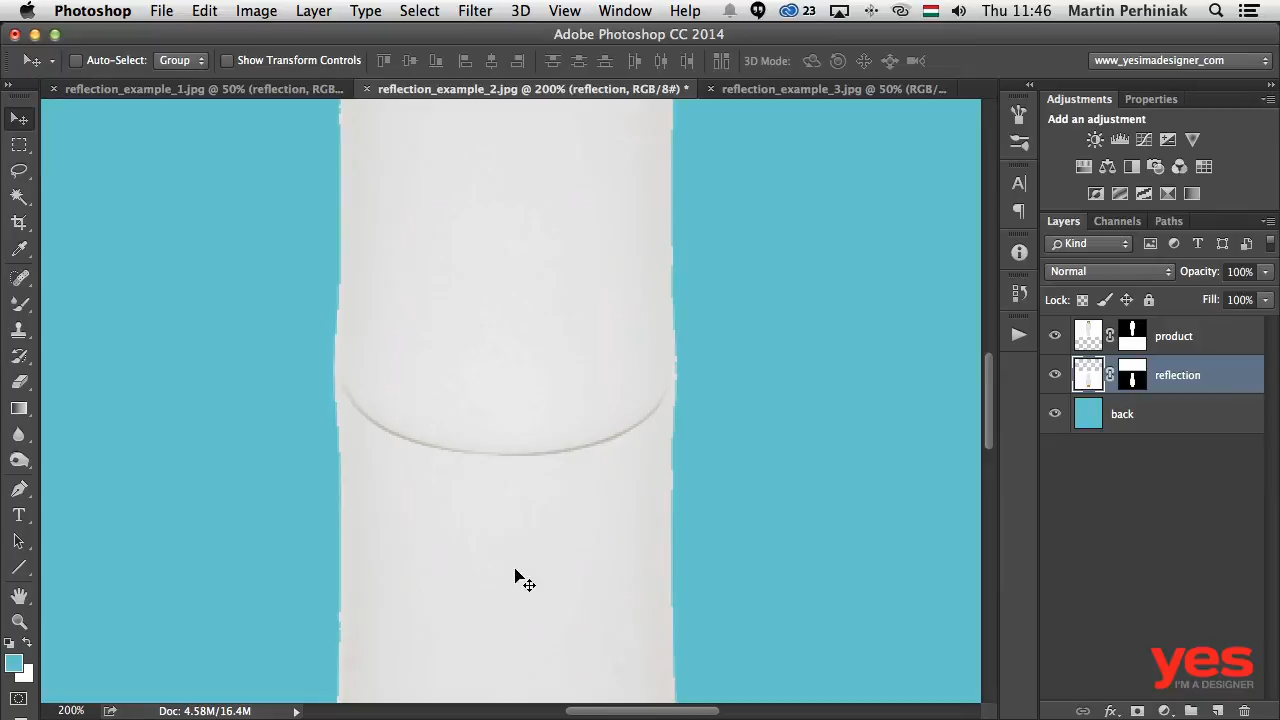 Photoshop File Edit Image Layer Type Select Filter 3D View Window Help 23 Thu 11:46 Martin Perhiniak
Adobe Photoshop CC 2014
Auto-Select: Group Show Transform Controls 3D Mode: www.yesimadesigner.com
reflection_example_1.jpg @ 50% (reflection, RGB... reflection_example_2.jpg @ 200% (reflection, RGB/8#) * reflection_example_3.jpg @ 50% (RGB/...
Adjustments Properties
Add an adjustment
Layers Channels Paths
Kind
Normal Opacity: 100%
Lock: Fill: 100%
product
reflection
back
yes
I'M A DESIGNER
200% Doc: 4.58M/16.4M